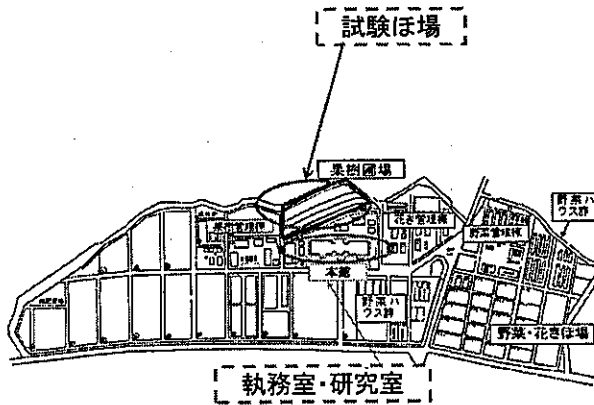 試験ほ場
果樹圃場
果樹管理棟
花き管理棟
野菜管理棟
野菜ハ
ウス群
本館
野菜ハ
ウス群
野菜・花きほ場
執務室・研究室